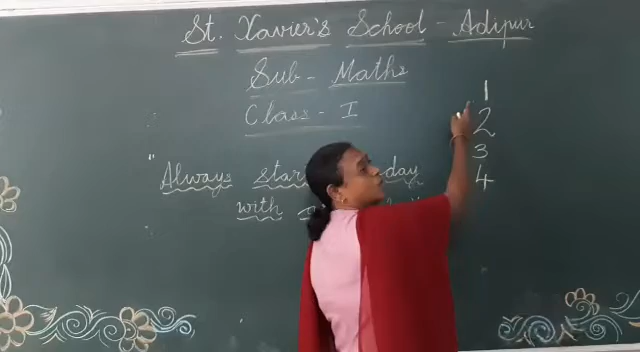 St. Xavier's School - Adipur
Sub - Maths
Class - I
1
2
3
4
Always day
with